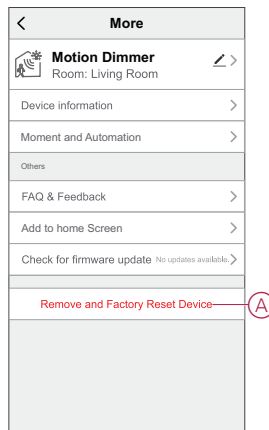 More
Motion Dimmer
Room: Living Room
Device information
Moment and Automation
Others
FAQ & Feedback
Add to home Screen
Check for firmware update No updates available.
Remove and Factory Reset Device A